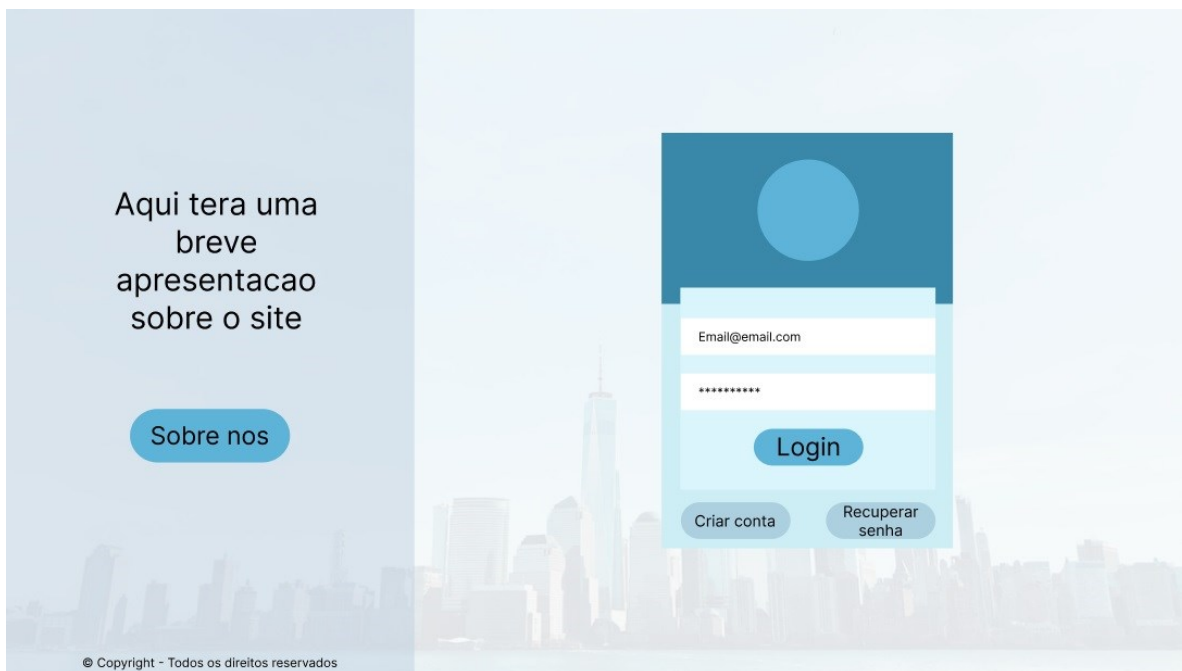 Aqui tera uma
breve
apresentacao
sobre o site
Sobre nos
© Copyright - Todos os direitos reservados
Email@email.com
**********
Login
Criar conta
Recuperar
senha